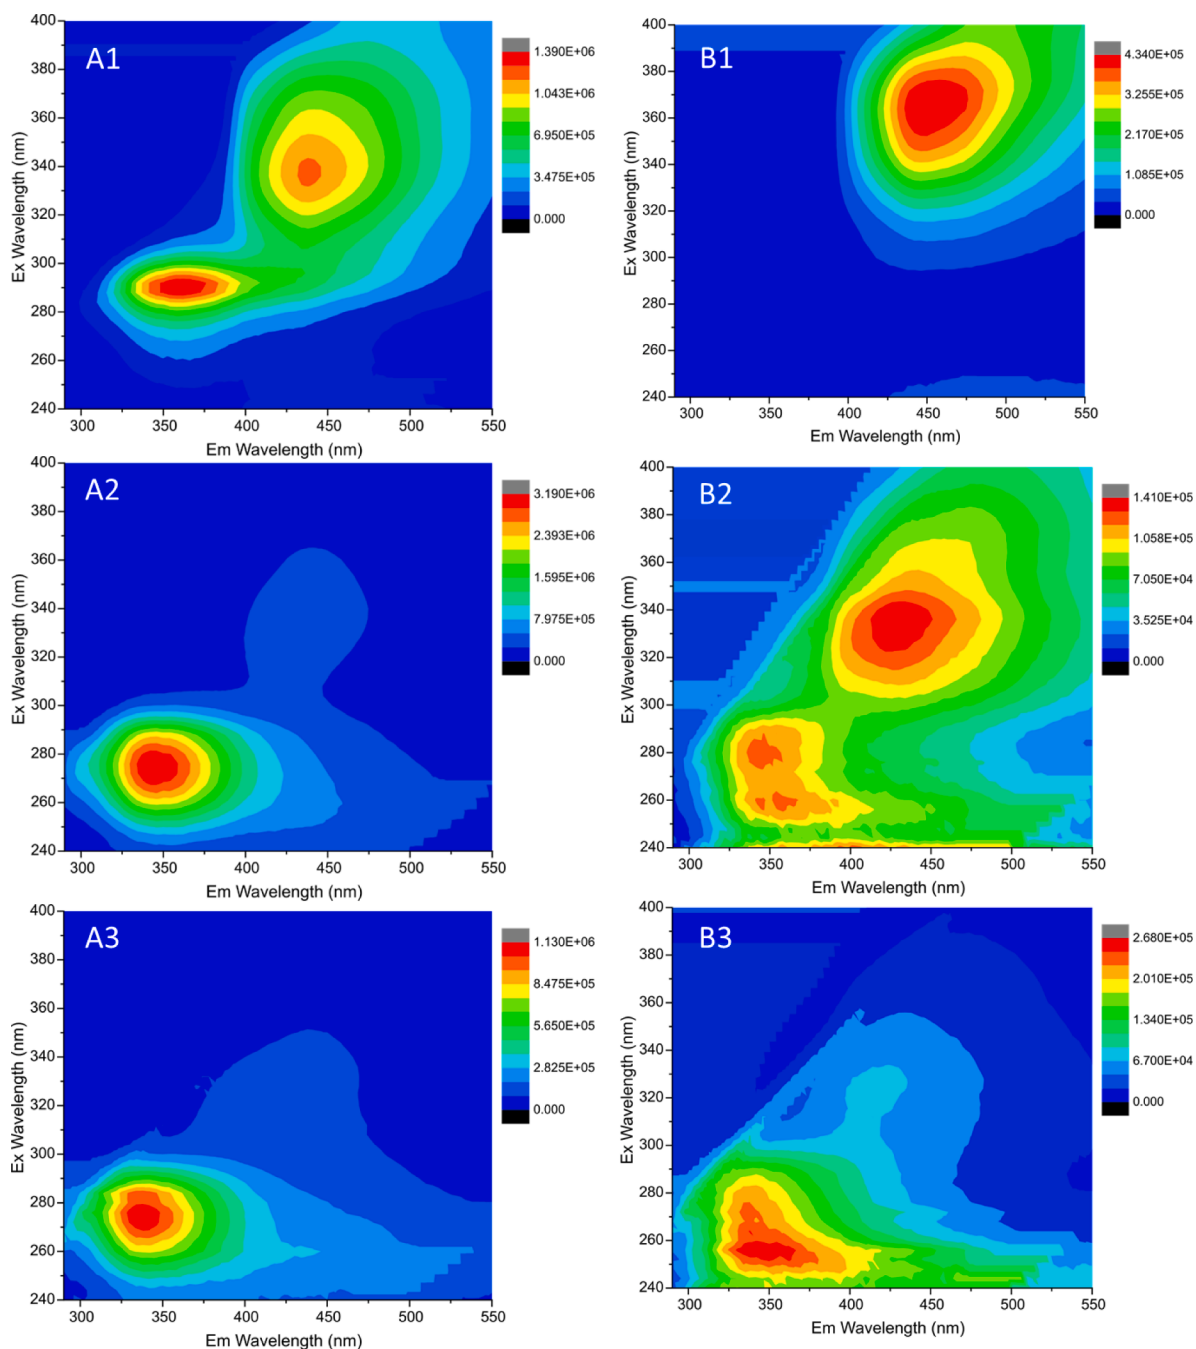 A1
400
380
360
340
320
300
280
260
240
Ex Wavelength (nm)
300
350
400
450
500
550
Em Wavelength (nm)
1.390E+06
1.043E+06
6.950E+05
3.475E+05
0.000
B1
400
380
360
340
320
300
280
260
240
Ex Wavelength (nm)
300
350
400
450
500
550
Em Wavelength (nm)
4.340E+05
3.255E+05
2.170E+05
1.085E+05
0.000
A2
400
380
360
340
320
300
280
260
240
Ex Wavelength (nm)
300
350
400
450
500
550
Em Wavelength (nm)
3.190E+06
2.393E+06
1.595E+06
7.975E+05
0.000
B2
400
380
360
340
320
300
280
260
240
Ex Wavelength (nm)
300
350
400
450
500
550
Em Wavelength (nm)
1.410E+05
1.058E+05
7.050E+04
3.525E+04
0.000
A3
400
380
360
340
320
300
280
260
240
Ex Wavelength (nm)
300
350
400
450
500
550
Em Wavelength (nm)
1.130E+06
8.475E+05
5.650E+05
2.825E+05
0.000
B3
400
380
360
340
320
300
280
260
240
Ex Wavelength (nm)
300
350
400
450
500
550
Em Wavelength (nm)
2.680E+05
2.010E+05
1.340E+05
6.700E+04
0.000